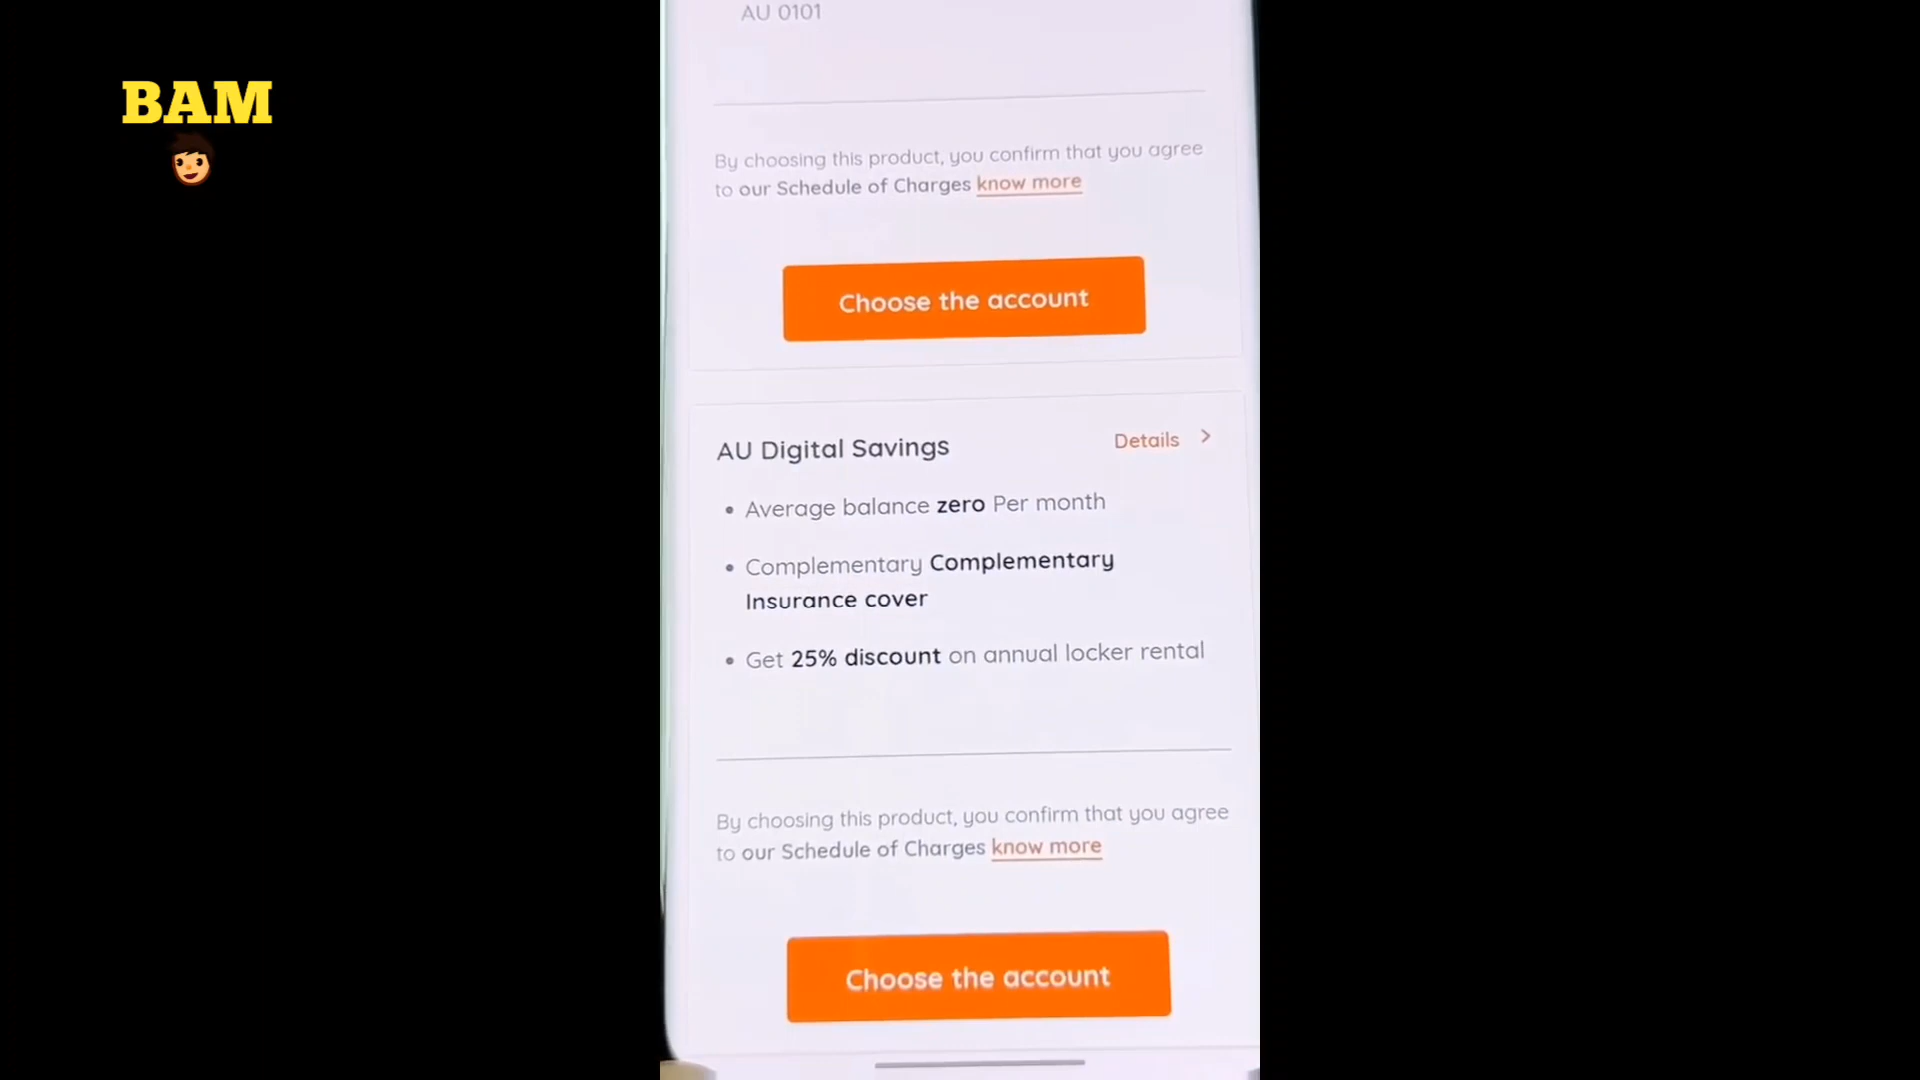 AU 0101
BAM
By choosing this product, you confirm that you agree
to our Schedule of Charges know more
Choose the account
AU Digital Savings
Details >
Average balance zero Per month
Complementary Complementary
Insurance cover
Get 25% discount on annual locker rental
By choosing this product, you confirm that you agree
to our Schedule of Charges know more
Choose the account